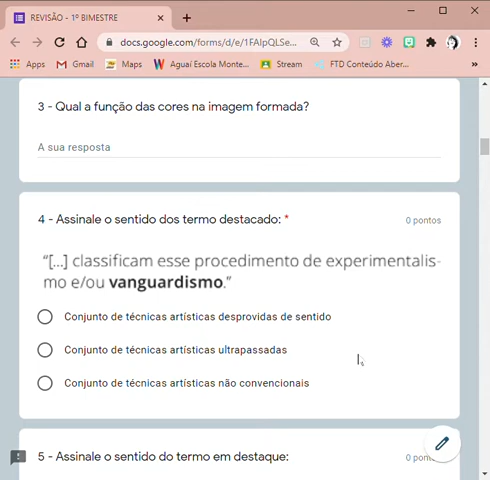 REVISÃO - 1º BIMESTRE
docs.google.com/forms/d/e/1FAIpQLSe...
Apps Gmail Maps Aguaí Escola Monte... Stream FTD Conteúdo Aber... »
3 - Qual a função das cores na imagem formada?
A sua resposta
4 - Assinale o sentido dos termo destacado: * 0 pontos
“[...] classificam esse procedimento de experimentalis-
mo e/ou vanguardismo.”
Conjunto de técnicas artísticas desprovidas de sentido
Conjunto de técnicas artísticas ultrapassadas
Conjunto de técnicas artísticas não convencionais
5 - Assinale o sentido do termo em destaque: 0 pon